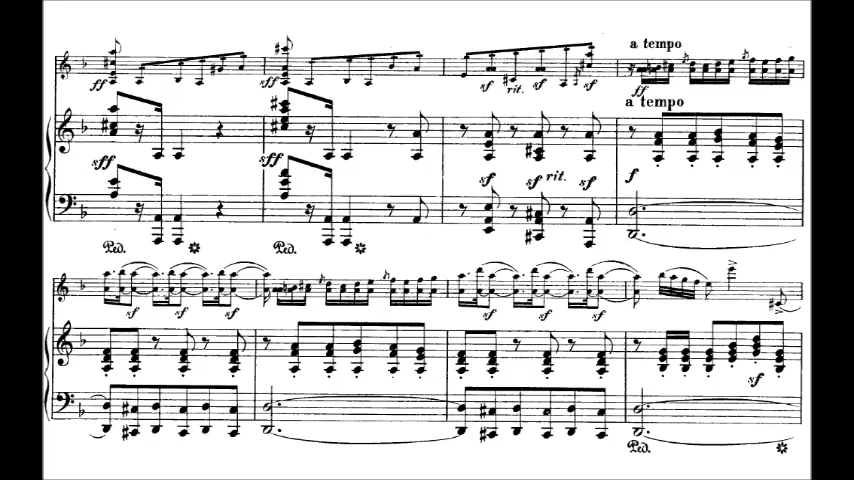 a tempo
sff sff sf rit. sf sf ff
a tempo
sff sff sf sf rit. sf f
Ped. Ped.
sf sf sf sf sf sf
sf
Ped.